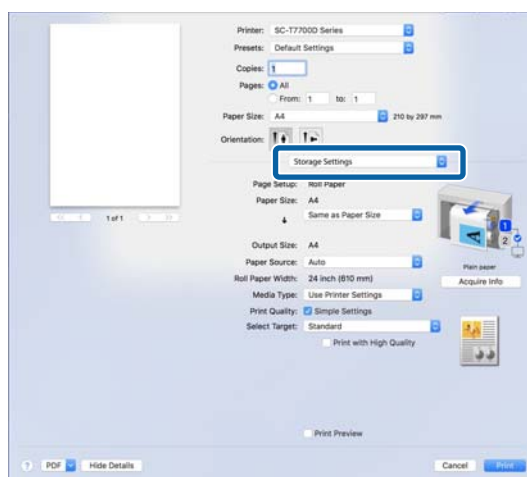 Printer: SC-T7700D Series
Presets: Default Settings
Copies: 1
Pages: All
From: 1 to: 1
Paper Size: A4 210 by 297 mm
Orientation:
Storage Settings
Page Setup: Roll Paper
Paper Size: A4
Same as Paper Size
1 of 1
Output Size: A4
Paper Source: Auto
Roll Paper Width: 24 inch (610 mm)
Media Type: Use Printer Settings
Print Quality: Simple Settings
Select Target: Standard
Print with High Quality
A
1
2
Plain paper
Acquire Info
Print Preview
? PDF Hide Details Cancel Print